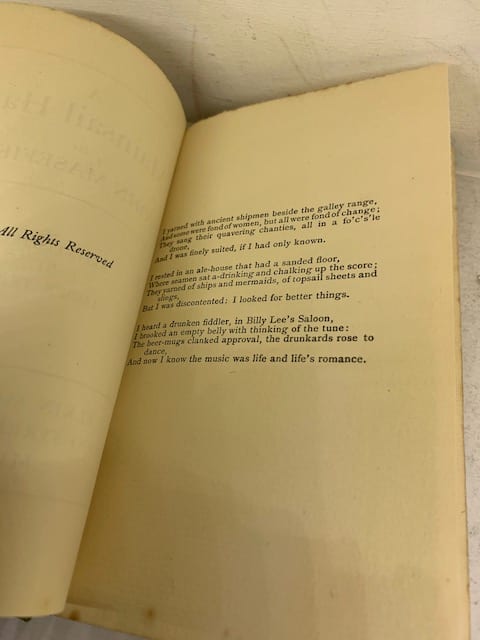 All Rights Reserved
I yarned with ancient shipmen beside the galley range,
And some were fond of women, but all were fond of change;
They sang their quavering chanties, all in a fo'c's'le
drone,
And I was finely suited, if I had only known.
I rested in an ale-house that had a sanded floor,
Where seamen sat a-drinking and chalking up the score;
They yarned of ships and mermaids, of topsail sheets and
slings,
But I was discontented; I looked for better things.
I heard a drunken fiddler, in Billy Lee's Saloon,
I brooked an empty belly with thinking of the tune:
The beer-mugs clanked approval, the drunkards rose to
dance,
And now I know the music was life and life's romance.